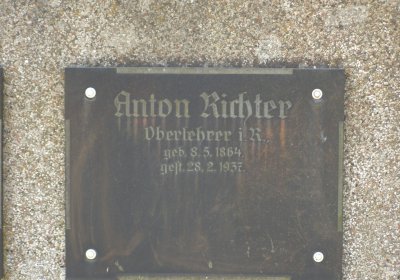 Anton Richter
Oberlehrer i. R.
geb. 8. 5. 1864.
gest. 28. 2. 1937.